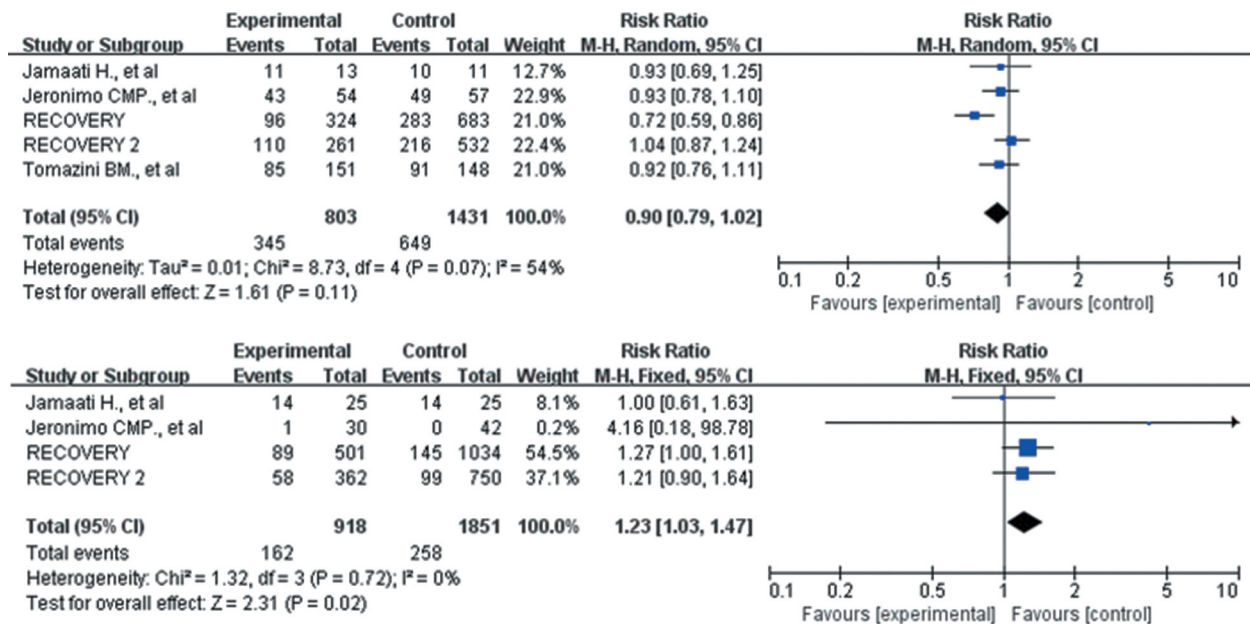 Experimental Control Risk Ratio Risk Ratio
Study or Subgroup Events Total Events Total Weight M-H, Random, 95% CI M-H, Random, 95% CI
Jamaati H., et al 11 13 10 11 12.7% 0.93 [0.69, 1.25]
Jeronimo CMP., et al 43 54 49 57 22.9% 0.93 [0.78, 1.10]
RECOVERY 96 324 283 683 21.0% 0.72 [0.59, 0.86]
RECOVERY 2 110 261 216 532 22.4% 1.04 [0.87, 1.24]
Tomazini BM., et al 85 151 91 148 21.0% 0.92 [0.76, 1.11]
Total (95% CI) 803 1431 100.0% 0.90 [0.79, 1.02]
Total events 345 649
Heterogeneity: Tau² = 0.01; Chi² = 8.73, df = 4 (P = 0.07); I² = 54%
Test for overall effect: Z = 1.61 (P = 0.11)
0.1 0.2 0.5 1 2 5 10
Favours [experimental] Favours [control]
Experimental Control Risk Ratio Risk Ratio
Study or Subgroup Events Total Events Total Weight M-H, Fixed, 95% CI M-H, Fixed, 95% CI
Jamaati H., et al 14 25 14 25 8.1% 1.00 [0.61, 1.63]
Jeronimo CMP., et al 1 30 0 42 0.2% 4.16 [0.18, 98.78]
RECOVERY 89 501 145 1034 54.5% 1.27 [1.00, 1.61]
RECOVERY 2 58 362 99 750 37.1% 1.21 [0.90, 1.64]
Total (95% CI) 918 1851 100.0% 1.23 [1.03, 1.47]
Total events 162 258
Heterogeneity: Chi² = 1.32, df = 3 (P = 0.72); I² = 0%
Test for overall effect: Z = 2.31 (P = 0.02)
0.1 0.2 0.5 1 2 5 10
Favours [experimental] Favours [control]